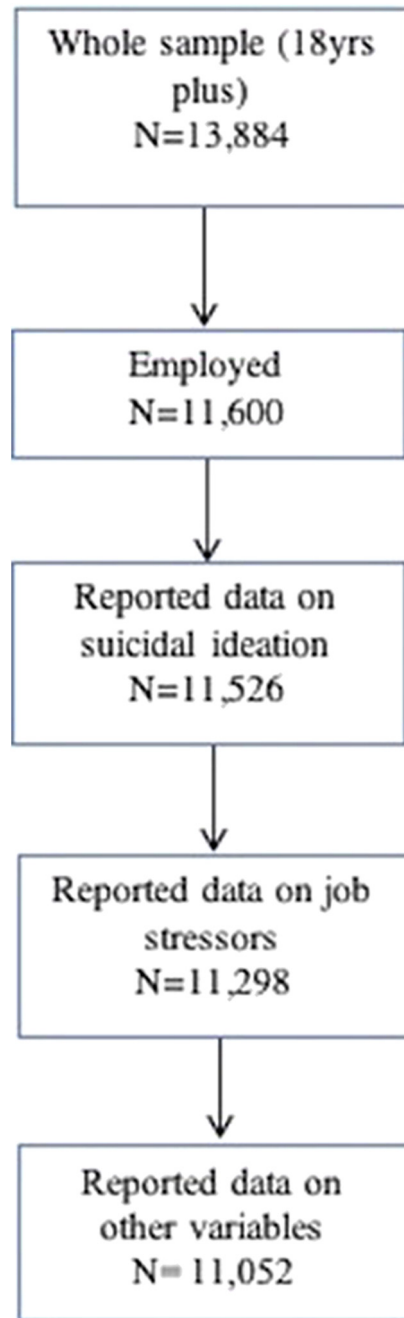 Whole sample (18yrs
plus)
N=13,884
Employed
N=11,600
Reported data on
suicidal ideation
N=11,526
Reported data on job
stressors
N=11,298
Reported data on
other variables
N= 11,052